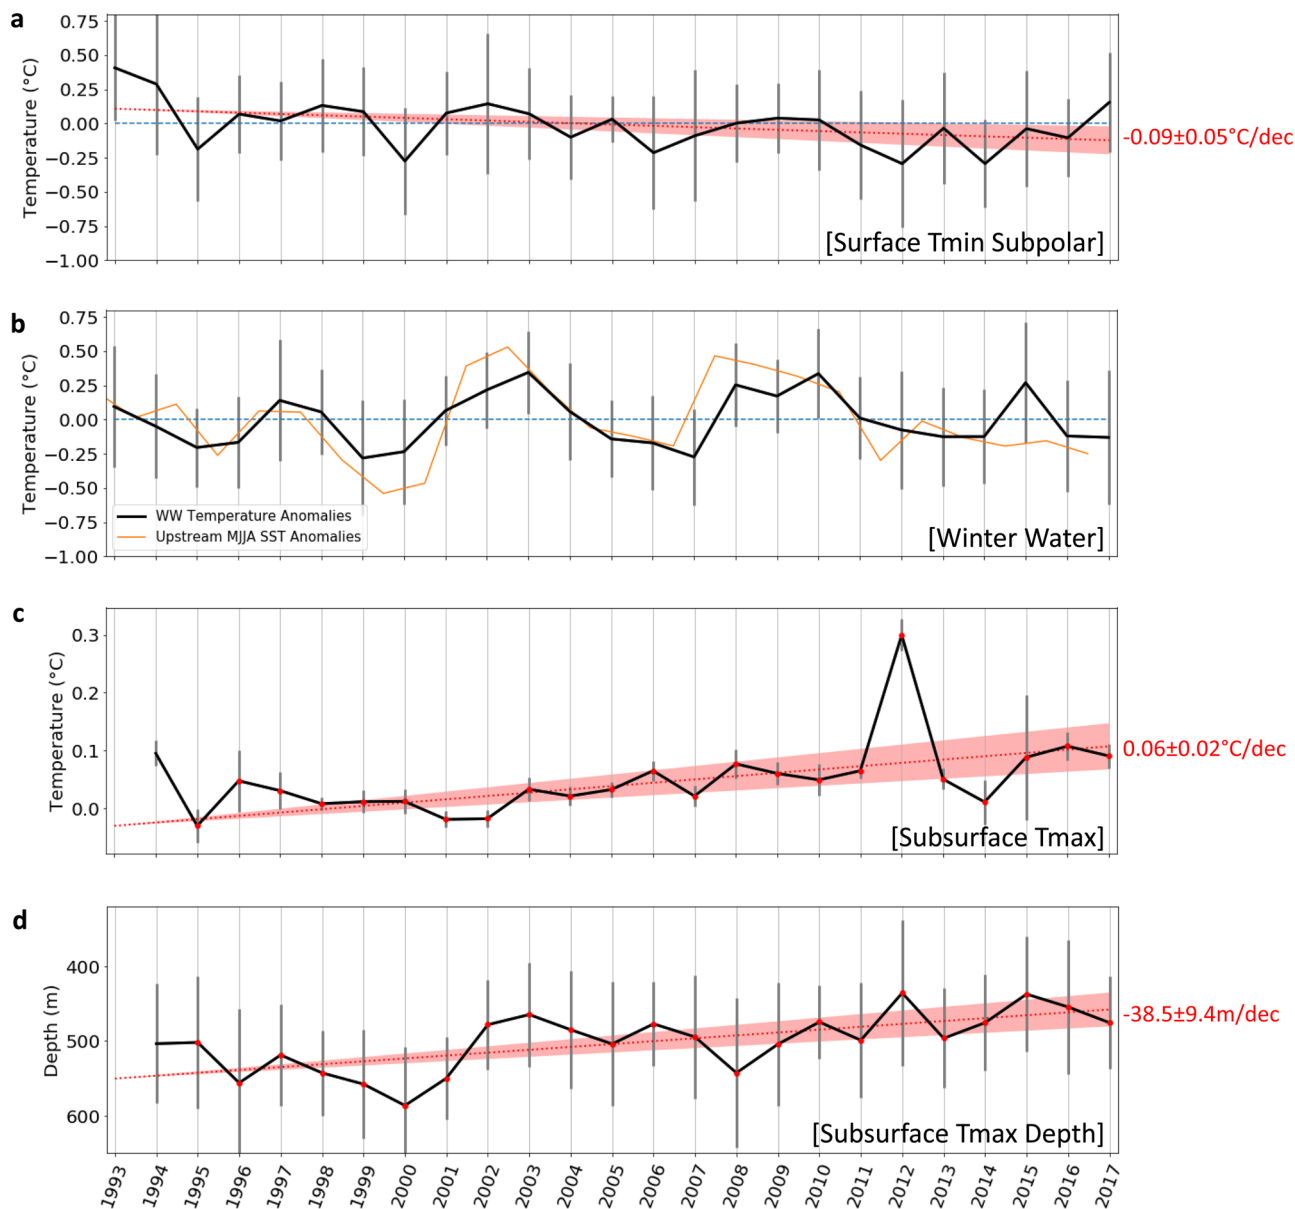 a
0.75
0.50
0.25
0.00
−0.25
−0.50
−0.75
−1.00
Temperature (°C)
[Surface Tmin Subpolar]
-0.09±0.05°C/dec
b
0.75
0.50
0.25
0.00
−0.25
−0.50
−0.75
−1.00
Temperature (°C)
WW Temperature Anomalies
Upstream MJJA SST Anomalies
[Winter Water]
c
0.3
0.2
0.1
0.0
Temperature (°C)
[Subsurface Tmax]
0.06±0.02°C/dec
d
400
500
600
Depth (m)
[Subsurface Tmax Depth]
-38.5±9.4m/dec
1993 1994 1995 1996 1997 1998 1999 2000 2001 2002 2003 2004 2005 2006 2007 2008 2009 2010 2011 2012 2013 2014 2015 2016 2017